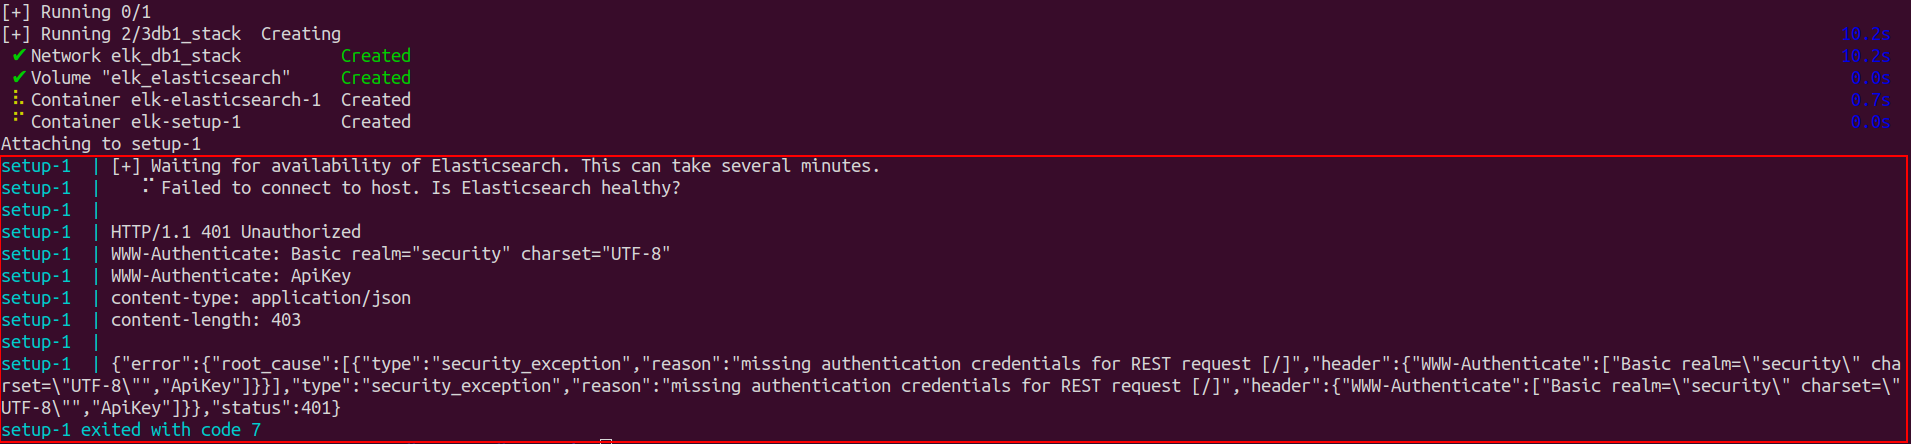 [+] Running 0/1
[+] Running 2/3db1_stack  Creating 10.2s
✔ Network elk_db1_stack Created 10.2s
✔ Volume "elk_elasticsearch" Created 0.0s
⠧ Container elk-elasticsearch-1 Created 0.7s
⠋ Container elk-setup-1 Created 0.0s
Attaching to setup-1
setup-1 | [+] Waiting for availability of Elasticsearch. This can take several minutes.
setup-1 | Failed to connect to host. Is Elasticsearch healthy?
setup-1 |
setup-1 | HTTP/1.1 401 Unauthorized
setup-1 | WWW-Authenticate: Basic realm="security" charset="UTF-8"
setup-1 | WWW-Authenticate: ApiKey
setup-1 | content-type: application/json
setup-1 | content-length: 403
setup-1 |
setup-1 | {"error":{"root_cause":[{"type":"security_exception","reason":"missing authentication credentials for REST request [/]","header":{"WWW-Authenticate":["Basic realm=\"security\" cha
rset=\"UTF-8\"","ApiKey"]}}],"type":"security_exception","reason":"missing authentication credentials for REST request [/]","header":{"WWW-Authenticate":["Basic realm=\"security\" charset=\"
UTF-8\"","ApiKey"]}},"status":401}
setup-1 exited with code 7